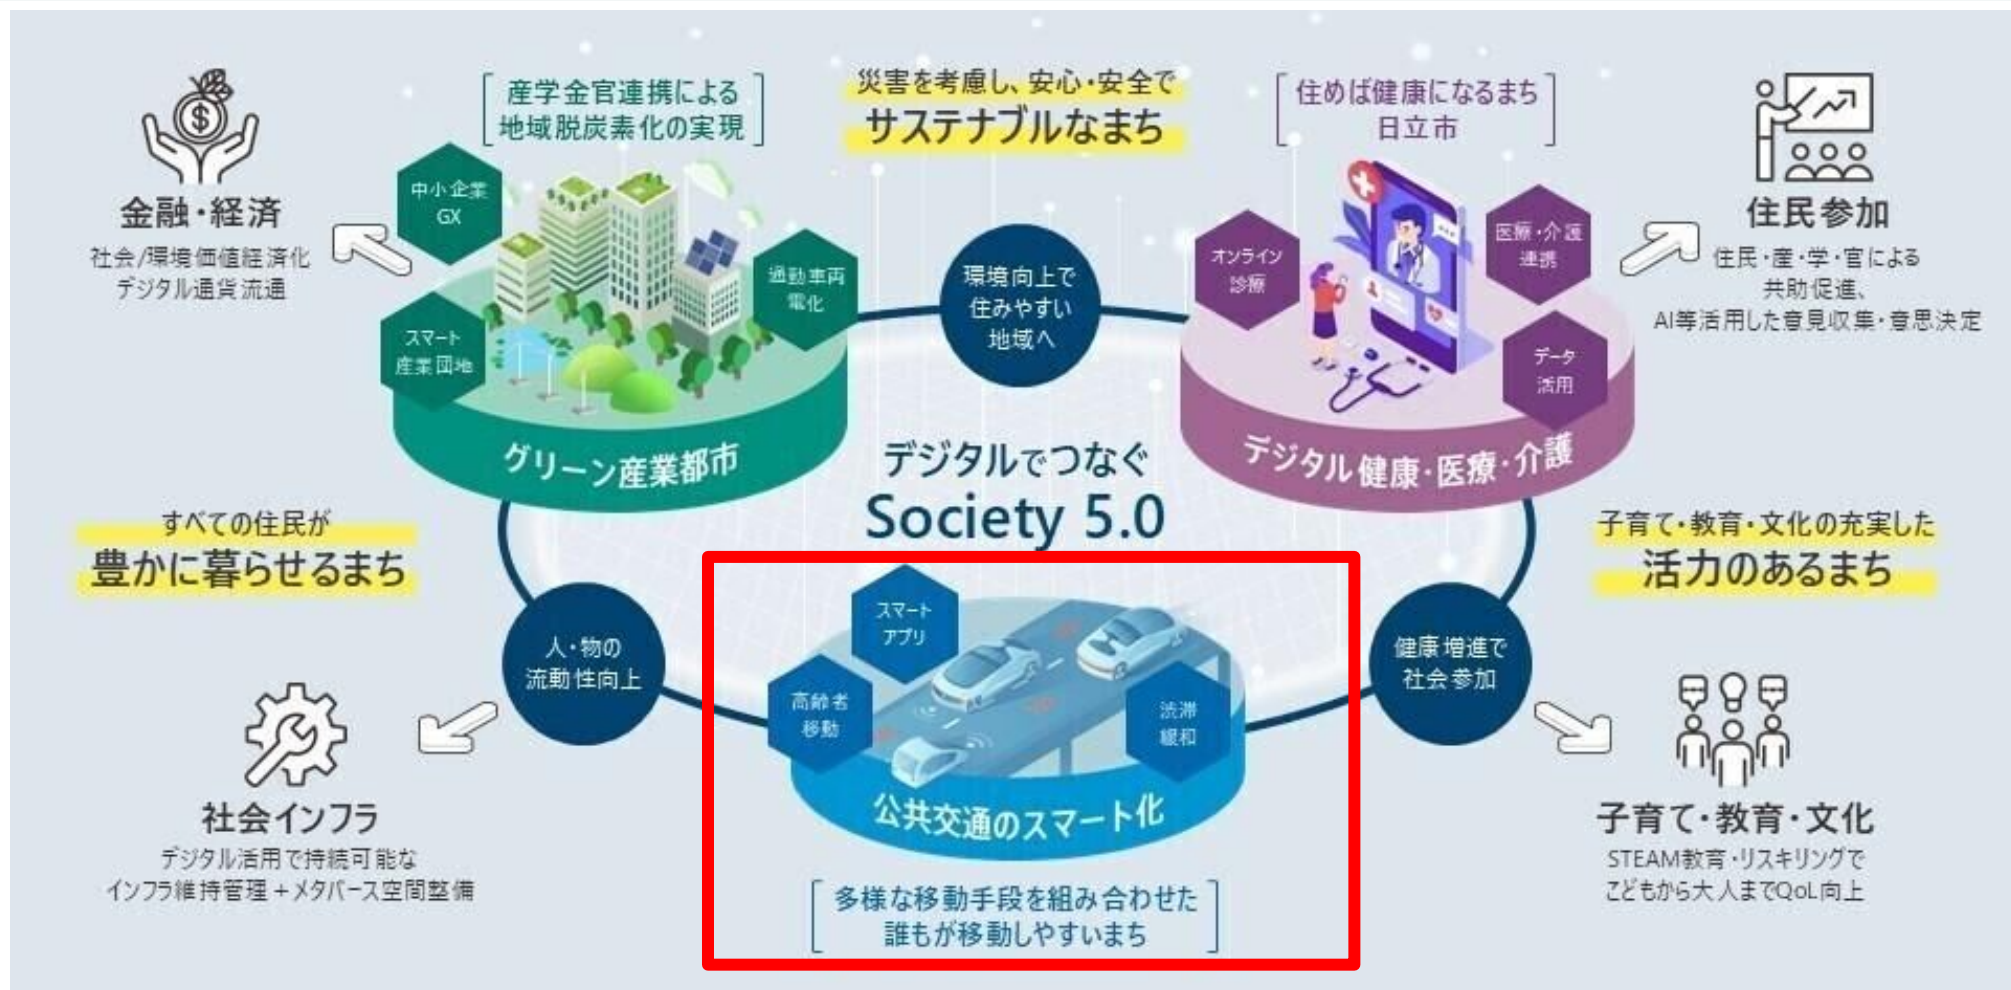 産学金官連携による
地域脱炭素化の実現
災害を考慮し、安心・安全で
サステナブルなまち
住めば健康になるまち
日立市
金融・経済
社会/環境価値経済化
デジタル通貨流通
中小企業
GX
通勤車両
電化
スマート
産業団地
グリーン産業都市
環境向上で
住みやすい
地域へ
オンライン
診療
医療・介護
連携
データ
活用
デジタル健康・医療・介護
住民参加
住民・産・学・官による
共助促進、
AI等活用した意見収集・意思決定
デジタルでつなぐ
Society 5.0
すべての住民が
豊かに暮らせるまち
子育て・教育・文化の充実した
活力のあるまち
人・物の
流動性向上
スマート
アプリ
高齢者
移動
渋滞
緩和
公共交通のスマート化
健康増進で
社会参加
社会インフラ
デジタル活用で持続可能な
インフラ維持管理+メタバース空間整備
多様な移動手段を組み合わせた
誰もが移動しやすいまち
子育て・教育・文化
STEAM教育・リスキリングで
こどもから大人までQoL向上